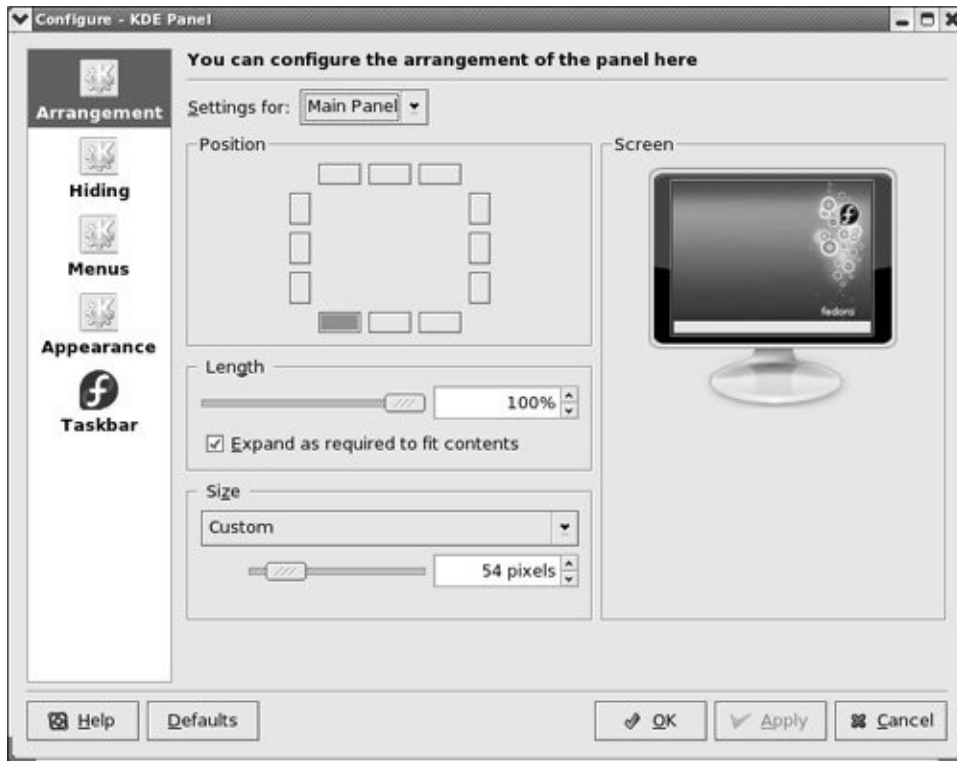 Configure - KDE Panel
Arrangement
Hiding
Menus
Appearance
Taskbar
You can configure the arrangement of the panel here
Settings for: Main Panel
Position
Screen
fedora
Length
100%
Expand as required to fit contents
Size
Custom
54 pixels
Help
Defaults
OK
Apply
Cancel